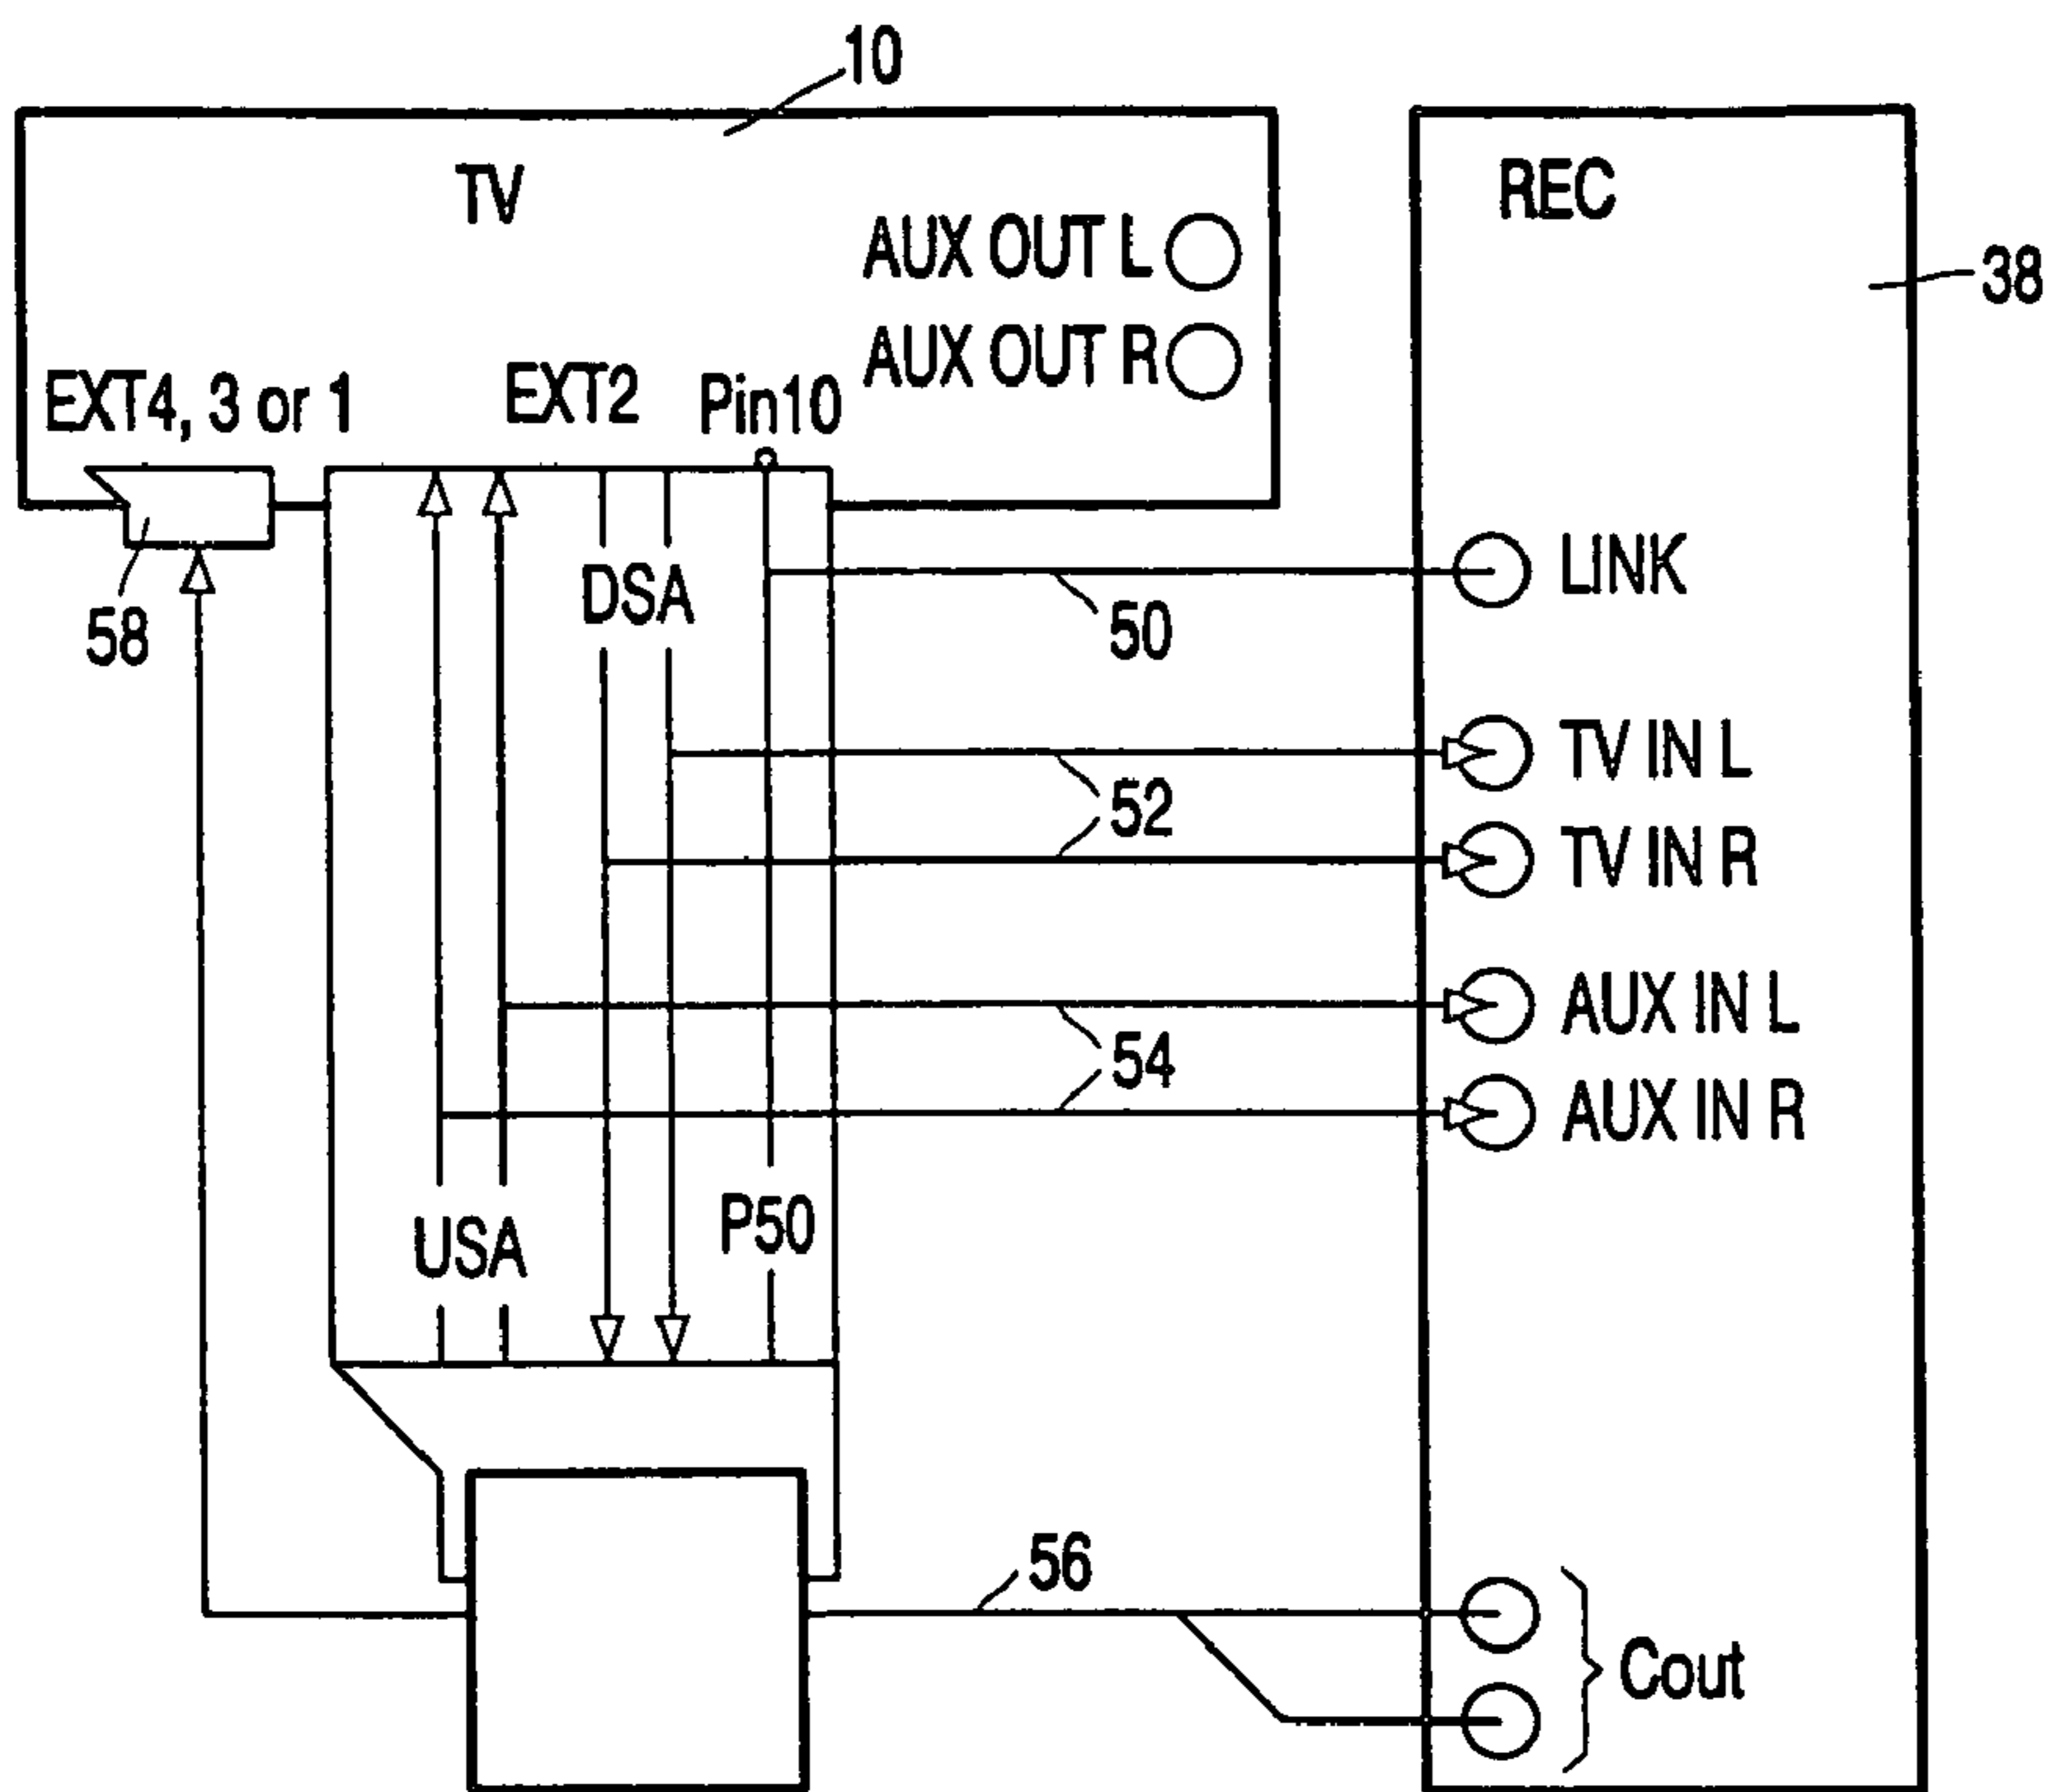 10
TV
REC
AUX OUT L
38
AUX OUT R
EXT4, 3 or 1
EXT2
Pin10
LINK
58
DSA
50
TV IN L
52
TV IN R
AUX IN L
54
AUX IN R
USA
P50
56
Cout